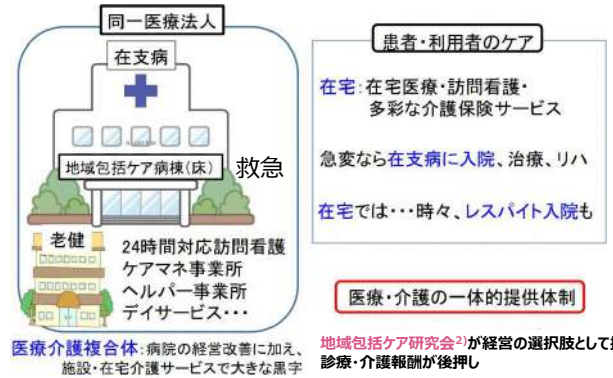 同一医療法人
在支病
地域包括ケア病棟(床)
救急
老健
24時間対応訪問看護
ケアマネ事業所
ヘルパー事業所
デイサービス・・・
医療介護複合体:病院の経営改善に加え、
施設・在宅介護サービスで大きな黒字
患者・利用者のケア
在宅:在宅医療・訪問看護・
多彩な介護保険サービス
急変なら在支病に入院、治療、リハ
在宅では・・・時々、レスパイト入院も
医療・介護の一体的提供体制
地域包括ケア研究会2)が経営の選択肢として
診療・介護報酬が後押し